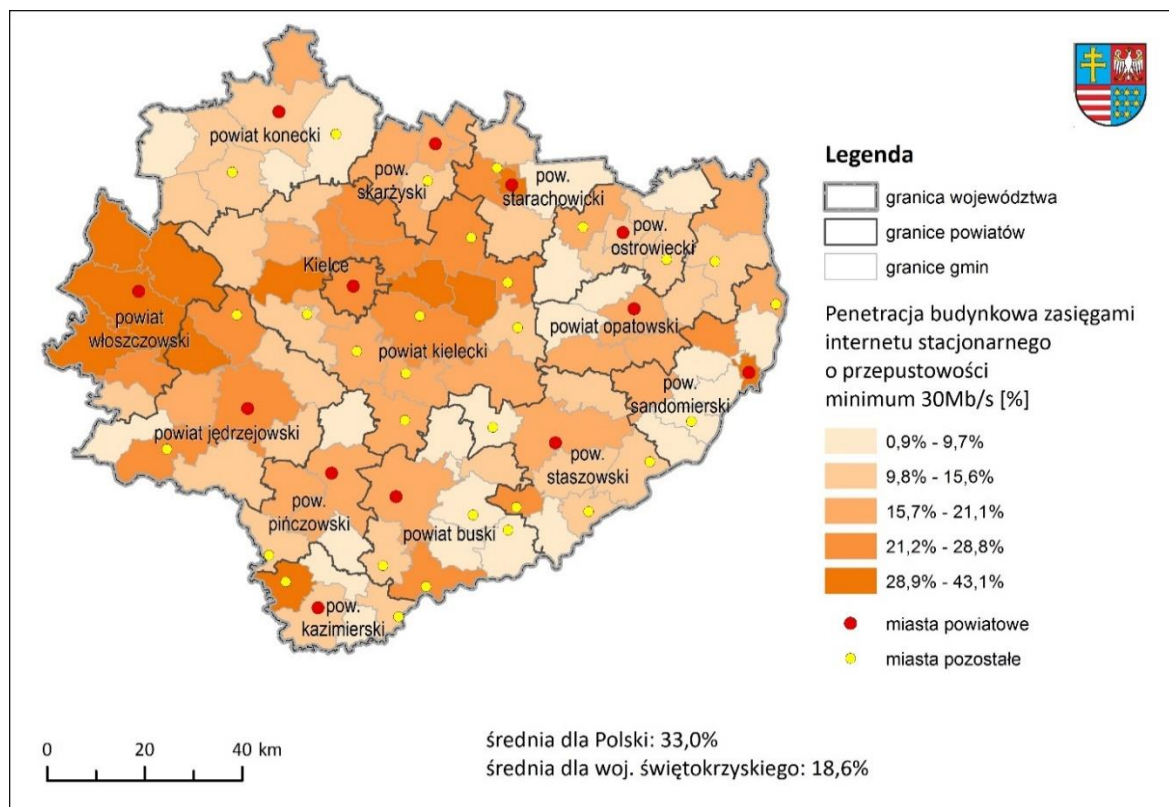 powiat konecki
pow.
skarżyski
pow.
starachowicki
pow.
ostrowiecki
Kielce
powiat
włoszczowski
powiat opatowski
powiat kielecki
pow.
sandomierski
powiat jędrzejowski
pow.
staszowski
pow.
pińczowski
powiat buski
pow.
kazimierski
Legenda
granica województwa
granice powiatów
granice gmin
Penetracja budynkowa zasięgami
internetu stacjonarnego
o przepustowości
minimum 30Mb/s [%]
0,9% - 9,7%
9,8% - 15,6%
15,7% - 21,1%
21,2% - 28,8%
28,9% - 43,1%
miasta powiatowe
miasta pozostałe
0 20 40 km
średnia dla Polski: 33,0%
średnia dla woj. świętokrzyskiego: 18,6%